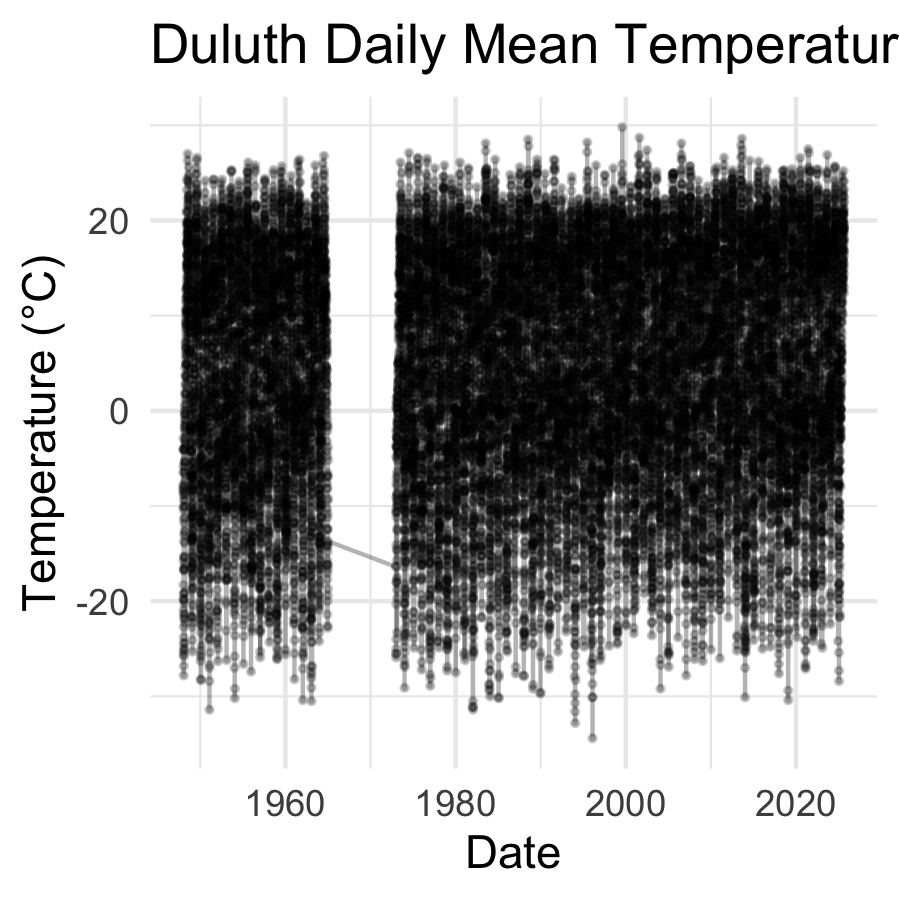 Duluth Daily Mean Temperatur
Temperature (°C)
20
0
-20
1960 1980 2000 2020
Date